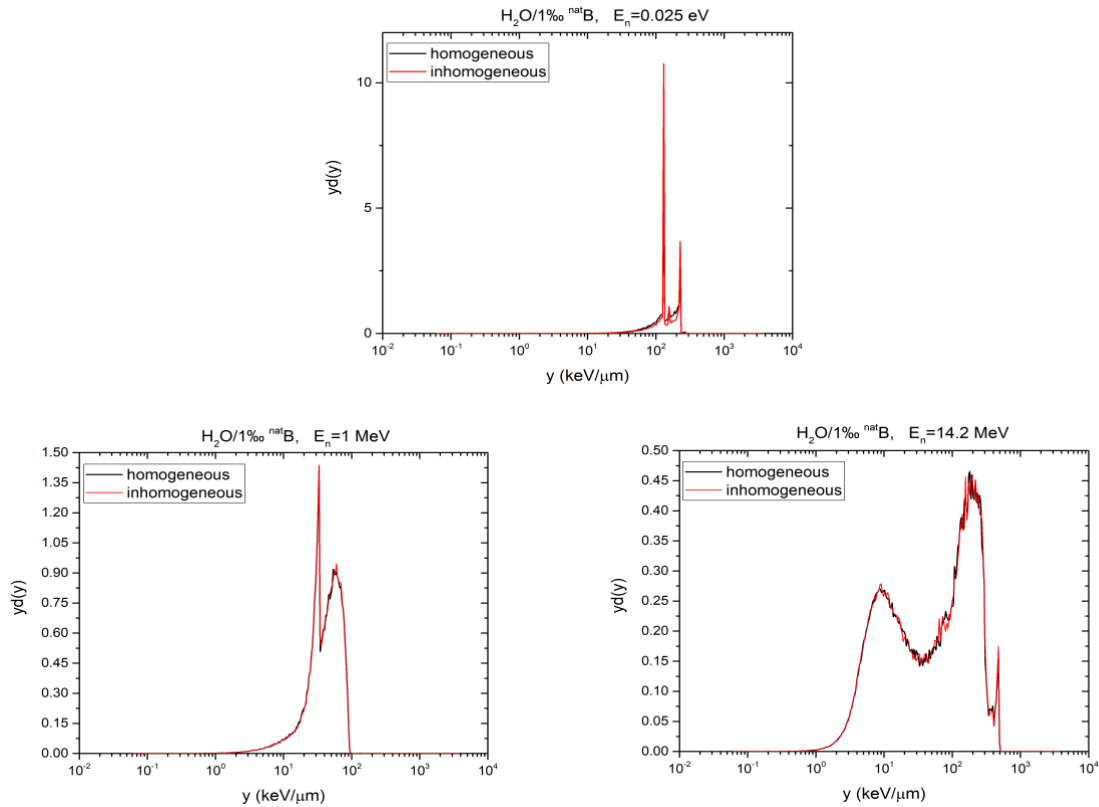 H₂O/1‰ ⁿᵃᵗB, Eₙ=0.025 eV
homogeneous
inhomogeneous
10
5
0
yd(y)
10⁻² 10⁻¹ 10⁰ 10¹ 10² 10³ 10⁴
y (keV/μm)
H₂O/1‰ ⁿᵃᵗB, Eₙ=1 MeV
homogeneous
inhomogeneous
1.50
1.35
1.20
1.05
0.90
0.75
0.60
0.45
0.30
0.15
0.00
yd(y)
10⁻² 10⁻¹ 10⁰ 10¹ 10² 10³ 10⁴
y (keV/μm)
H₂O/1‰ ⁿᵃᵗB, Eₙ=14.2 MeV
homogeneous
inhomogeneous
0.50
0.45
0.40
0.35
0.30
0.25
0.20
0.15
0.10
0.05
0.00
yd(y)
10⁻² 10⁻¹ 10⁰ 10¹ 10² 10³ 10⁴
y (keV/μm)